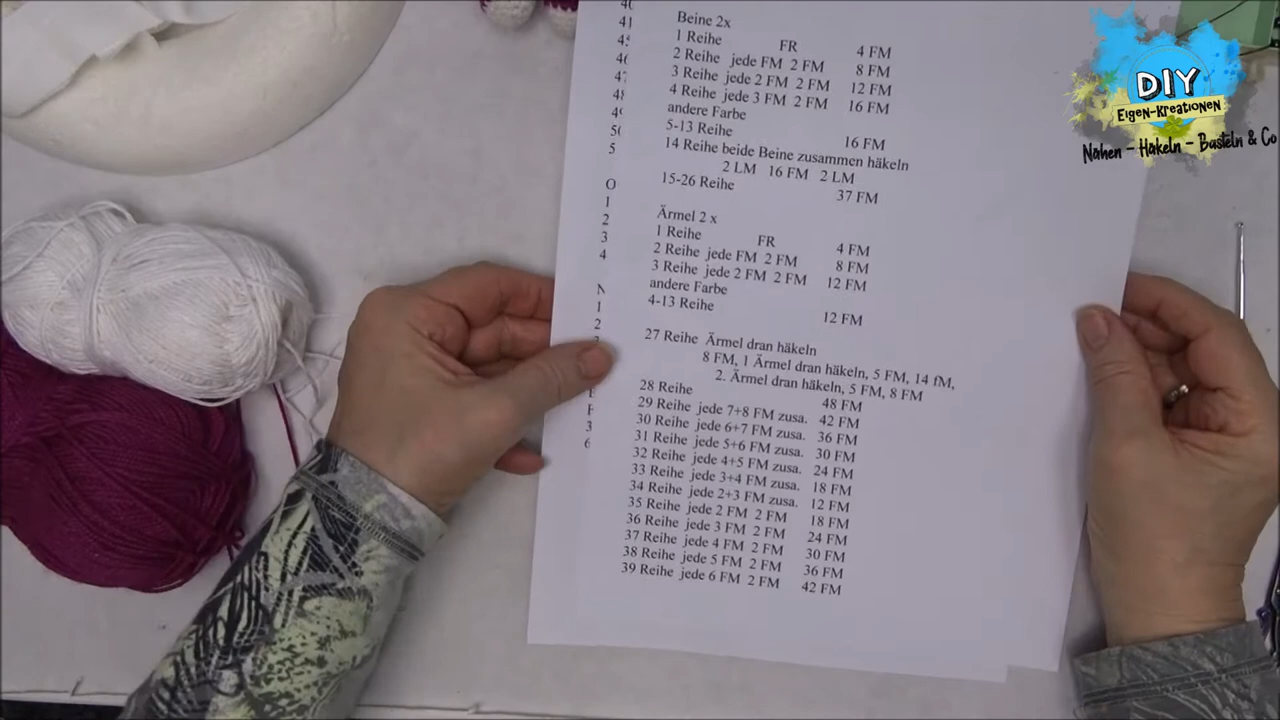 Beine 2x
1 Reihe FR 4 FM
2 Reihe jede FM 2 FM 8 FM
3 Reihe jede 2 FM 2 FM 12 FM
4 Reihe jede 3 FM 2 FM 16 FM
andere Farbe
5-13 Reihe 16 FM
14 Reihe beide Beine zusammen häkeln
2 LM 16 FM 2 LM
15-26 Reihe 37 FM
Ärmel 2 x
1 Reihe FR 4 FM
2 Reihe jede FM 2 FM 8 FM
3 Reihe jede 2 FM 2 FM 12 FM
andere Farbe
4-13 Reihe 12 FM
27 Reihe Ärmel dran häkeln
8 FM, 1 Ärmel dran häkeln, 5 FM, 14 fM,
2. Ärmel dran häkeln, 5 FM, 8 FM
28 Reihe 48 FM
29 Reihe jede 7+8 FM zusa. 42 FM
30 Reihe jede 6+7 FM zusa. 36 FM
31 Reihe jede 5+6 FM zusa. 30 FM
32 Reihe jede 4+5 FM zusa. 24 FM
33 Reihe jede 3+4 FM zusa. 18 FM
34 Reihe jede 2+3 FM zusa. 12 FM
35 Reihe jede 2 FM 2 FM 18 FM
36 Reihe jede 3 FM 2 FM 24 FM
37 Reihe jede 4 FM 2 FM 30 FM
38 Reihe jede 5 FM 2 FM 36 FM
39 Reihe jede 6 FM 2 FM 42 FM
DIY
Eigen-Kreationen
Nähen - Häkeln - Basteln & Co